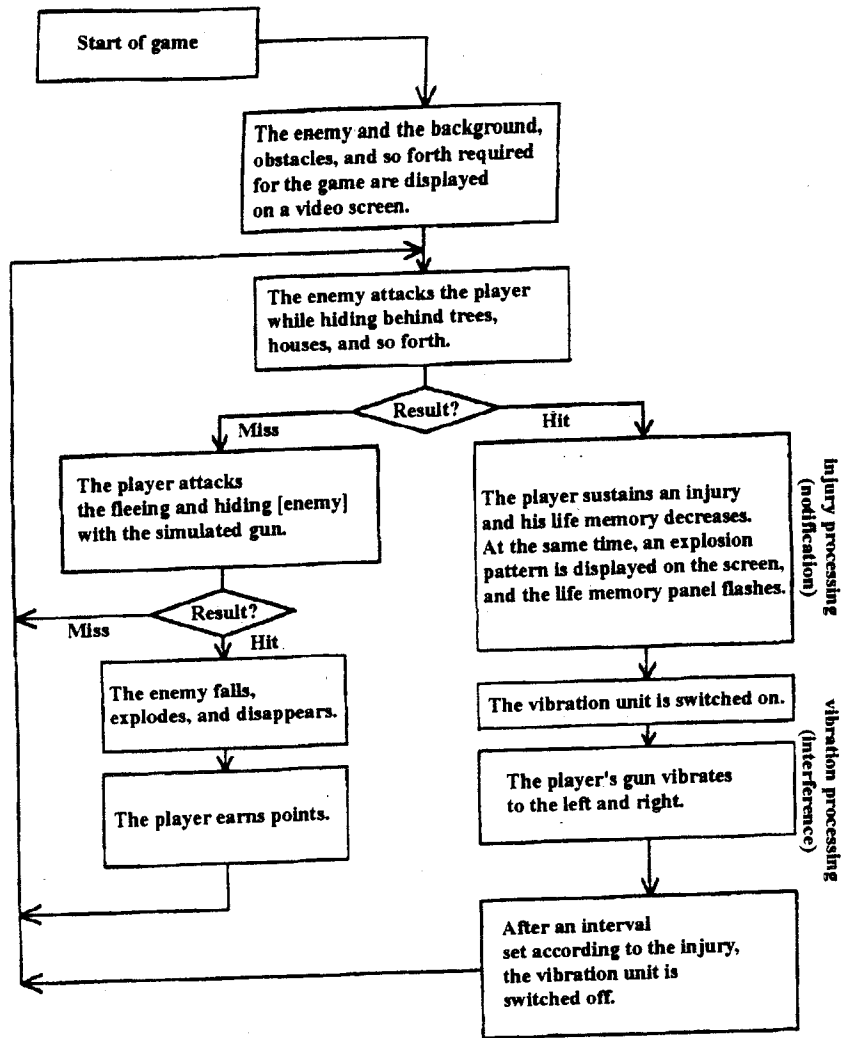 Start of game
The enemy and the background,
obstacles, and so forth required
for the game are displayed
on a video screen.
The enemy attacks the player
while hiding behind trees,
houses, and so forth.
Result?
Miss
Hit
The player attacks
the fleeing and hiding [enemy]
with the simulated gun.
Result?
Miss
Hit
The enemy falls,
explodes, and disappears.
The player earns points.
The player sustains an injury
and his life memory decreases.
At the same time, an explosion
pattern is displayed on the screen,
and the life memory panel flashes.
injury processing
(notification)
The vibration unit is switched on.
The player's gun vibrates
to the left and right.
vibration processing
(interference)
After an interval
set according to the injury,
the vibration unit is
switched off.